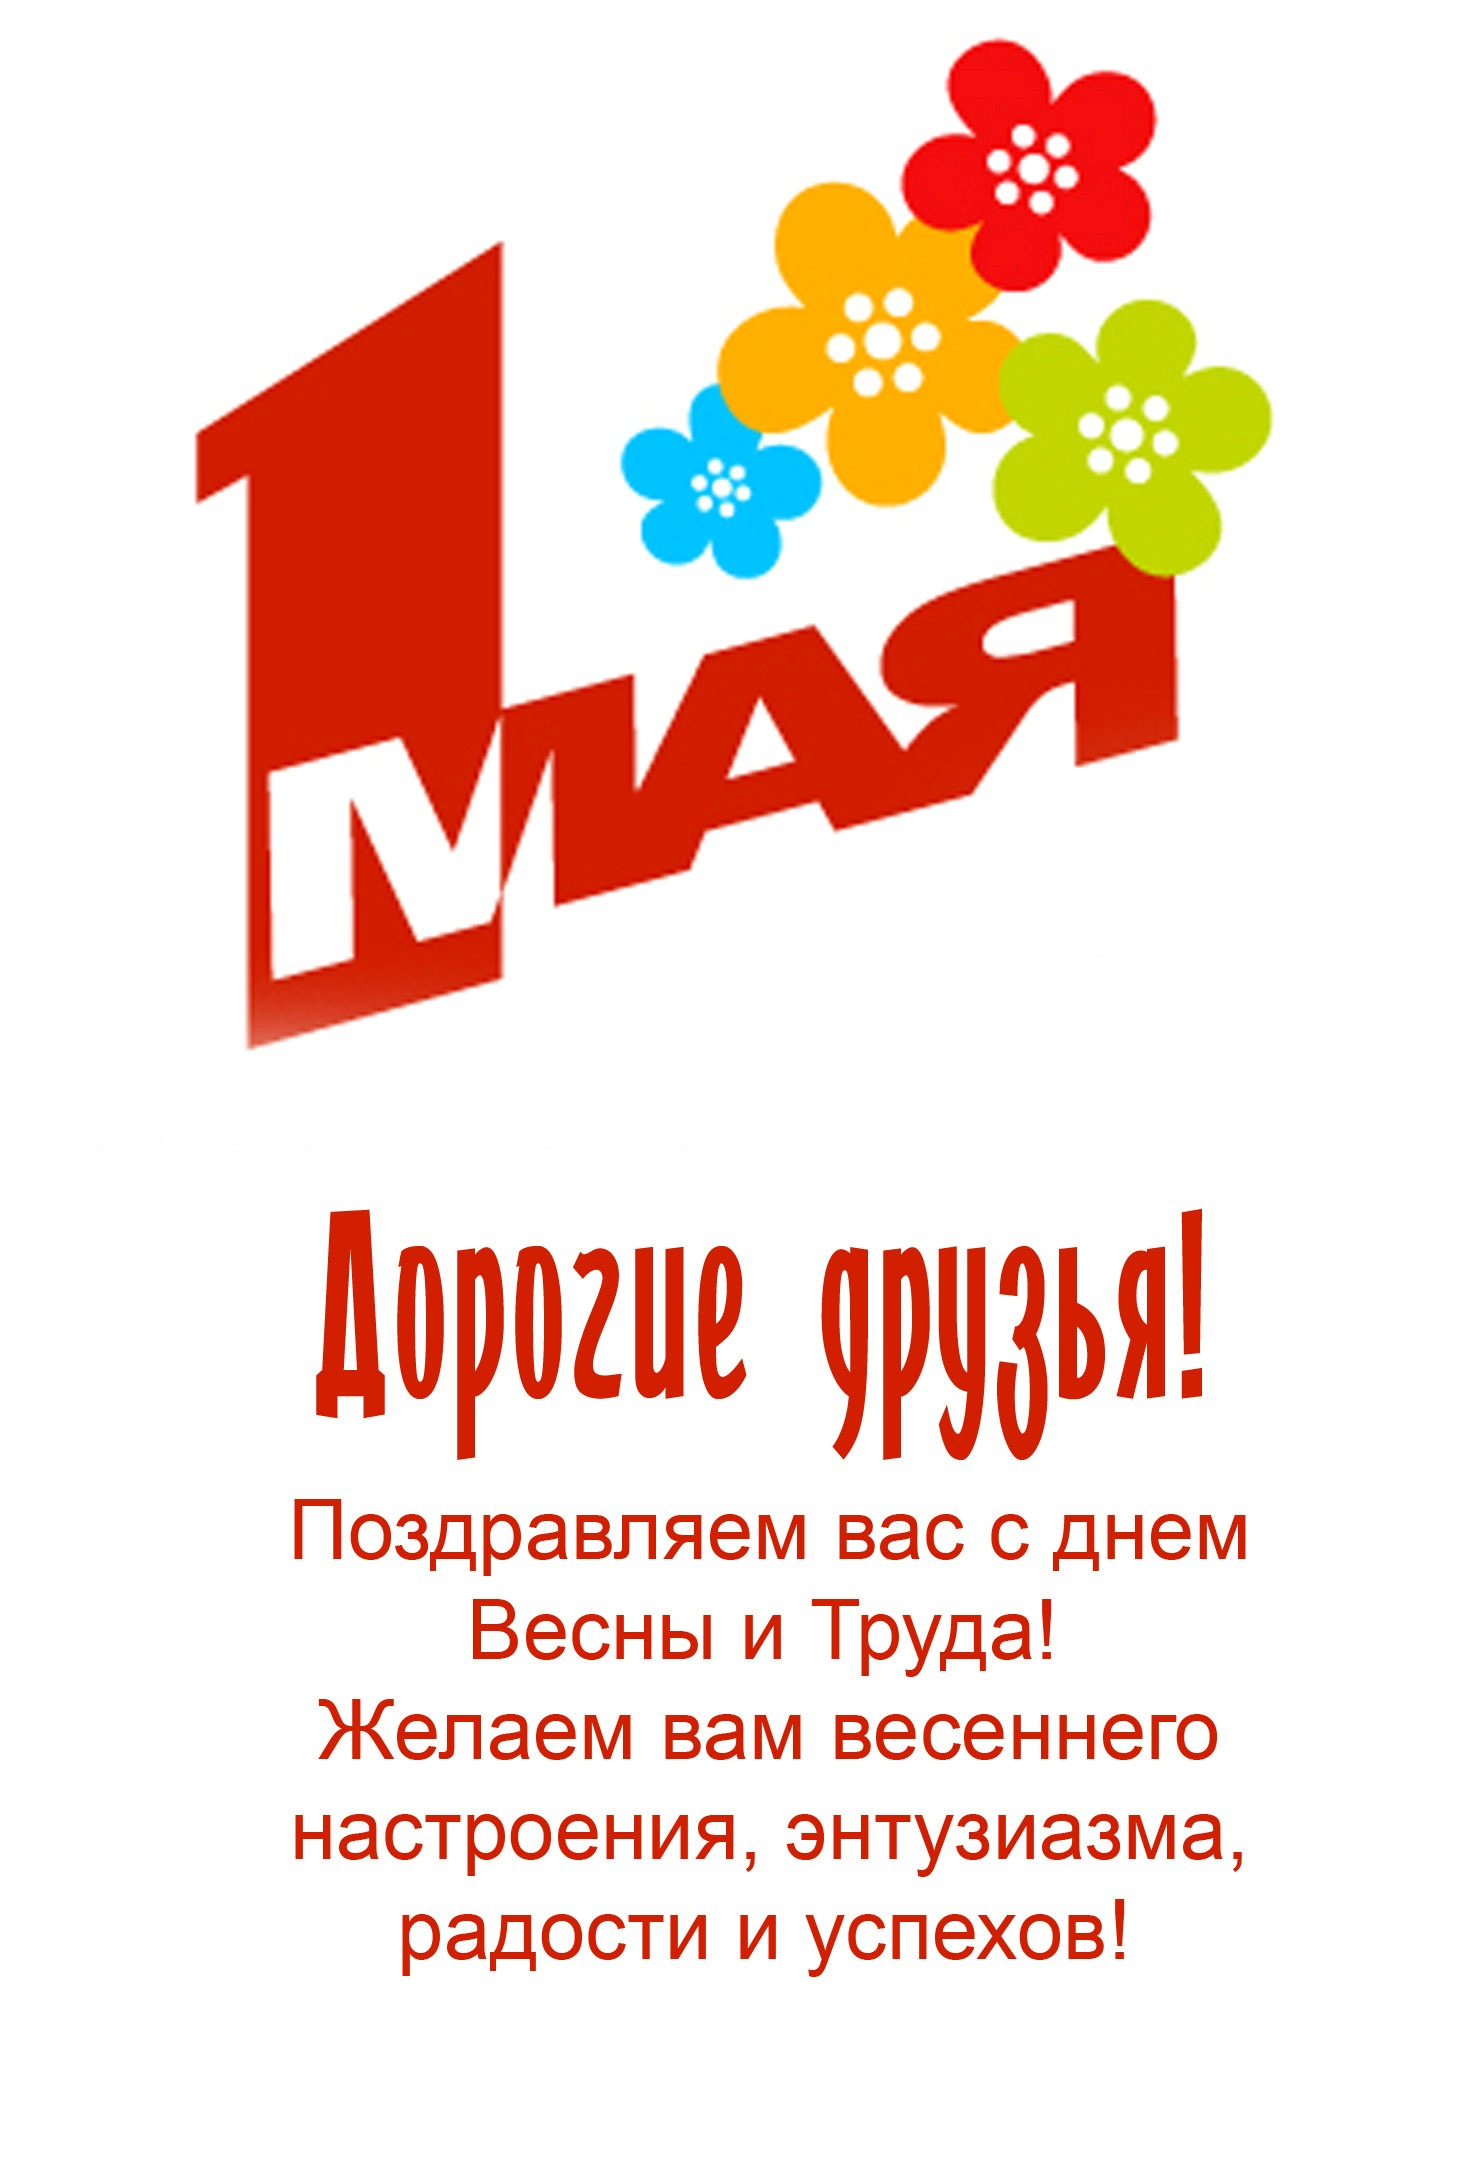 1 МАЯ
Дорогие друзья!
Поздравляем вас с днем
Весны и Труда!
Желаем вам весеннего
настроения, энтузиазма,
радости и успехов!